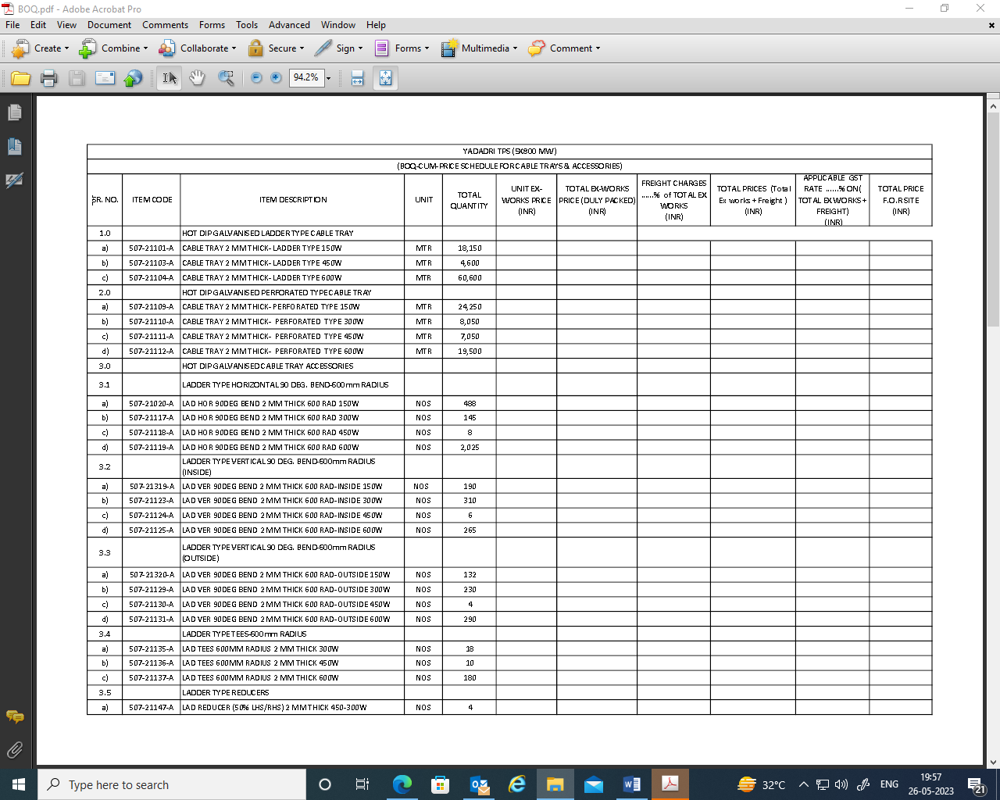 BOQ.pdf - Adobe Acrobat Pro
File Edit View Document Comments Forms Tools Advanced Window Help
Create Combine Collaborate Secure Sign Forms Multimedia Comment
94.2%
YADADRI TPS (5X800 MW)
(BOQ-CUM-PRICE SCHEDULE FOR CABLE TRAYS & ACCESSORIES)
SR. NO. ITEM CODE ITEM DESCRIPTION UNIT TOTAL QUANTITY UNIT EX-WORKS PRICE (INR) TOTAL EX-WORKS PRICE (DULY PACKED) (INR) FREIGHT CHARGES ......% of TOTAL EX WORKS (INR) TOTAL PRICES (Total Ex works + Freight ) (INR) APPLICABLE GST RATE ......% ON( TOTAL EX WORKS + FREIGHT) (INR) TOTAL PRICE F.O.R SITE (INR)
1.0 HOT DIP GALVANISED LADDER TYPE CABLE TRAY
a) 507-21101-A CABLE TRAY 2 MM THICK- LADDER TYPE 150W MTR 18,150
b) 507-21103-A CABLE TRAY 2 MM THICK- LADDER TYPE 450W MTR 4,600
c) 507-21104-A CABLE TRAY 2 MM THICK- LADDER TYPE 600W MTR 60,600
2.0 HOT DIP GALVANISED PERFORATED TYPE CABLE TRAY
a) 507-21109-A CABLE TRAY 2 MM THICK- PERFORATED TYPE 150W MTR 24,250
b) 507-21110-A CABLE TRAY 2 MM THICK- PERFORATED TYPE 300W MTR 8,050
c) 507-21111-A CABLE TRAY 2 MM THICK- PERFORATED TYPE 450W MTR 7,050
d) 507-21112-A CABLE TRAY 2 MM THICK- PERFORATED TYPE 600W MTR 19,500
3.0 HOT DIP GALVANISED CABLE TRAY ACCESSORIES
3.1 LADDER TYPE HORIZONTAL 90 DEG. BEND-600mm RADIUS
a) 507-21020-A LAD HOR 90DEG BEND 2 MM THICK 600 RAD 150W NOS 488
b) 507-21117-A LAD HOR 90DEG BEND 2 MM THICK 600 RAD 300W NOS 145
c) 507-21118-A LAD HOR 90DEG BEND 2 MM THICK 600 RAD 450W NOS 8
d) 507-21119-A LAD HOR 90DEG BEND 2 MM THICK 600 RAD 600W NOS 2,025
3.2 LADDER TYPE VERTICAL 90 DEG. BEND-600mm RADIUS
(INSIDE)
a) 507-21319-A LAD VER 90DEG BEND 2 MM THICK 600 RAD-INSIDE 150W NOS 190
b) 507-21123-A LAD VER 90DEG BEND 2 MM THICK 600 RAD-INSIDE 300W NOS 310
c) 507-21124-A LAD VER 90DEG BEND 2 MM THICK 600 RAD-INSIDE 450W NOS 6
d) 507-21125-A LAD VER 90DEG BEND 2 MM THICK 600 RAD-INSIDE 600W NOS 265
3.3 LADDER TYPE VERTICAL 90 DEG. BEND-600mm RADIUS
(OUTSIDE)
a) 507-21320-A LAD VER 90DEG BEND 2 MM THICK 600 RAD-OUTSIDE 150W NOS 132
b) 507-21129-A LAD VER 90DEG BEND 2 MM THICK 600 RAD-OUTSIDE 300W NOS 230
c) 507-21130-A LAD VER 90DEG BEND 2 MM THICK 600 RAD-OUTSIDE 450W NOS 4
d) 507-21131-A LAD VER 90DEG BEND 2 MM THICK 600 RAD-OUTSIDE 600W NOS 290
3.4 LADDER TYPE TEES-600mm RADIUS
a) 507-21135-A LAD TEES 600MM RADIUS 2 MM THICK 300W NOS 18
b) 507-21136-A LAD TEES 600MM RADIUS 2 MM THICK 450W NOS 10
c) 507-21137-A LAD TEES 600MM RADIUS 2 MM THICK 600W NOS 180
3.5 LADDER TYPE REDUCERS
a) 507-21147-A LAD REDUCER (50% LHS/RHS) 2 MM THICK 450-300W NOS 4
Type here to search 32°C ENG 19:57
26-05-2023 21